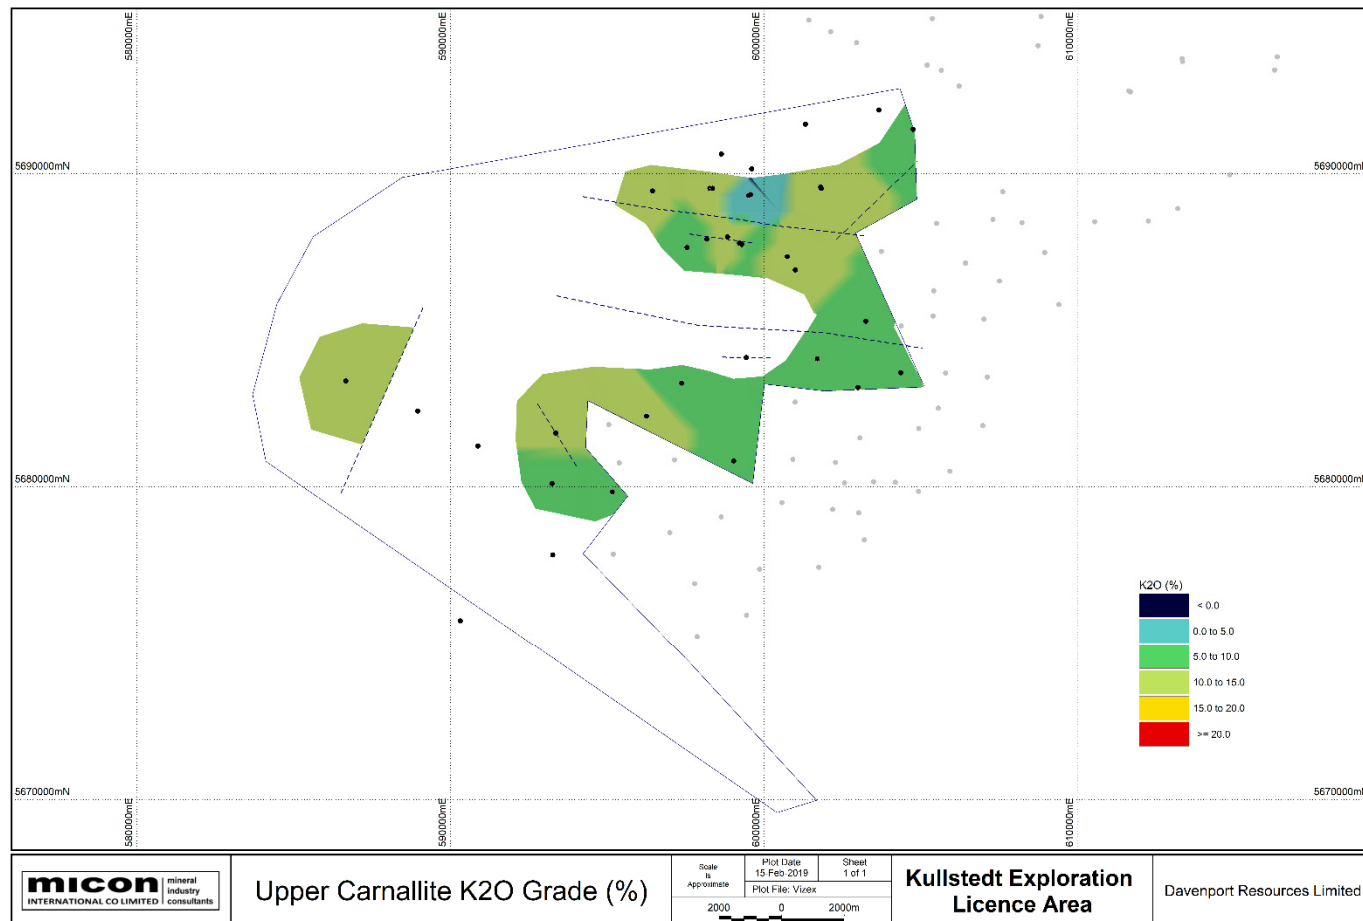 580000mE
590000mE
600000mE
610000mE
5690000mN
5690000mN
5680000mN
5680000mN
K2O (%)
< 0.0
0.0 to 5.0
5.0 to 10.0
10.0 to 15.0
15.0 to 20.0
>= 20.0
5670000mN
5670000mN
580000mE
590000mE
600000mE
610000mE
micon
INTERNATIONAL CO LIMITED
mineral
industry
consultants
Upper Carnallite K2O Grade (%)
Scale
Is
Approximate
Plot Date
15-Feb-2019
Sheet
1 of 1
Plot File: Vizex
2000 0 2000m
Kullstedt Exploration
Licence Area
Davenport Resources Limited